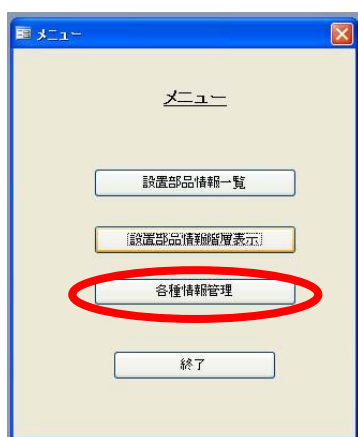 メニュー
メニュー
設置部品情報一覧
設置部品情報階層表示
各種情報管理
終了